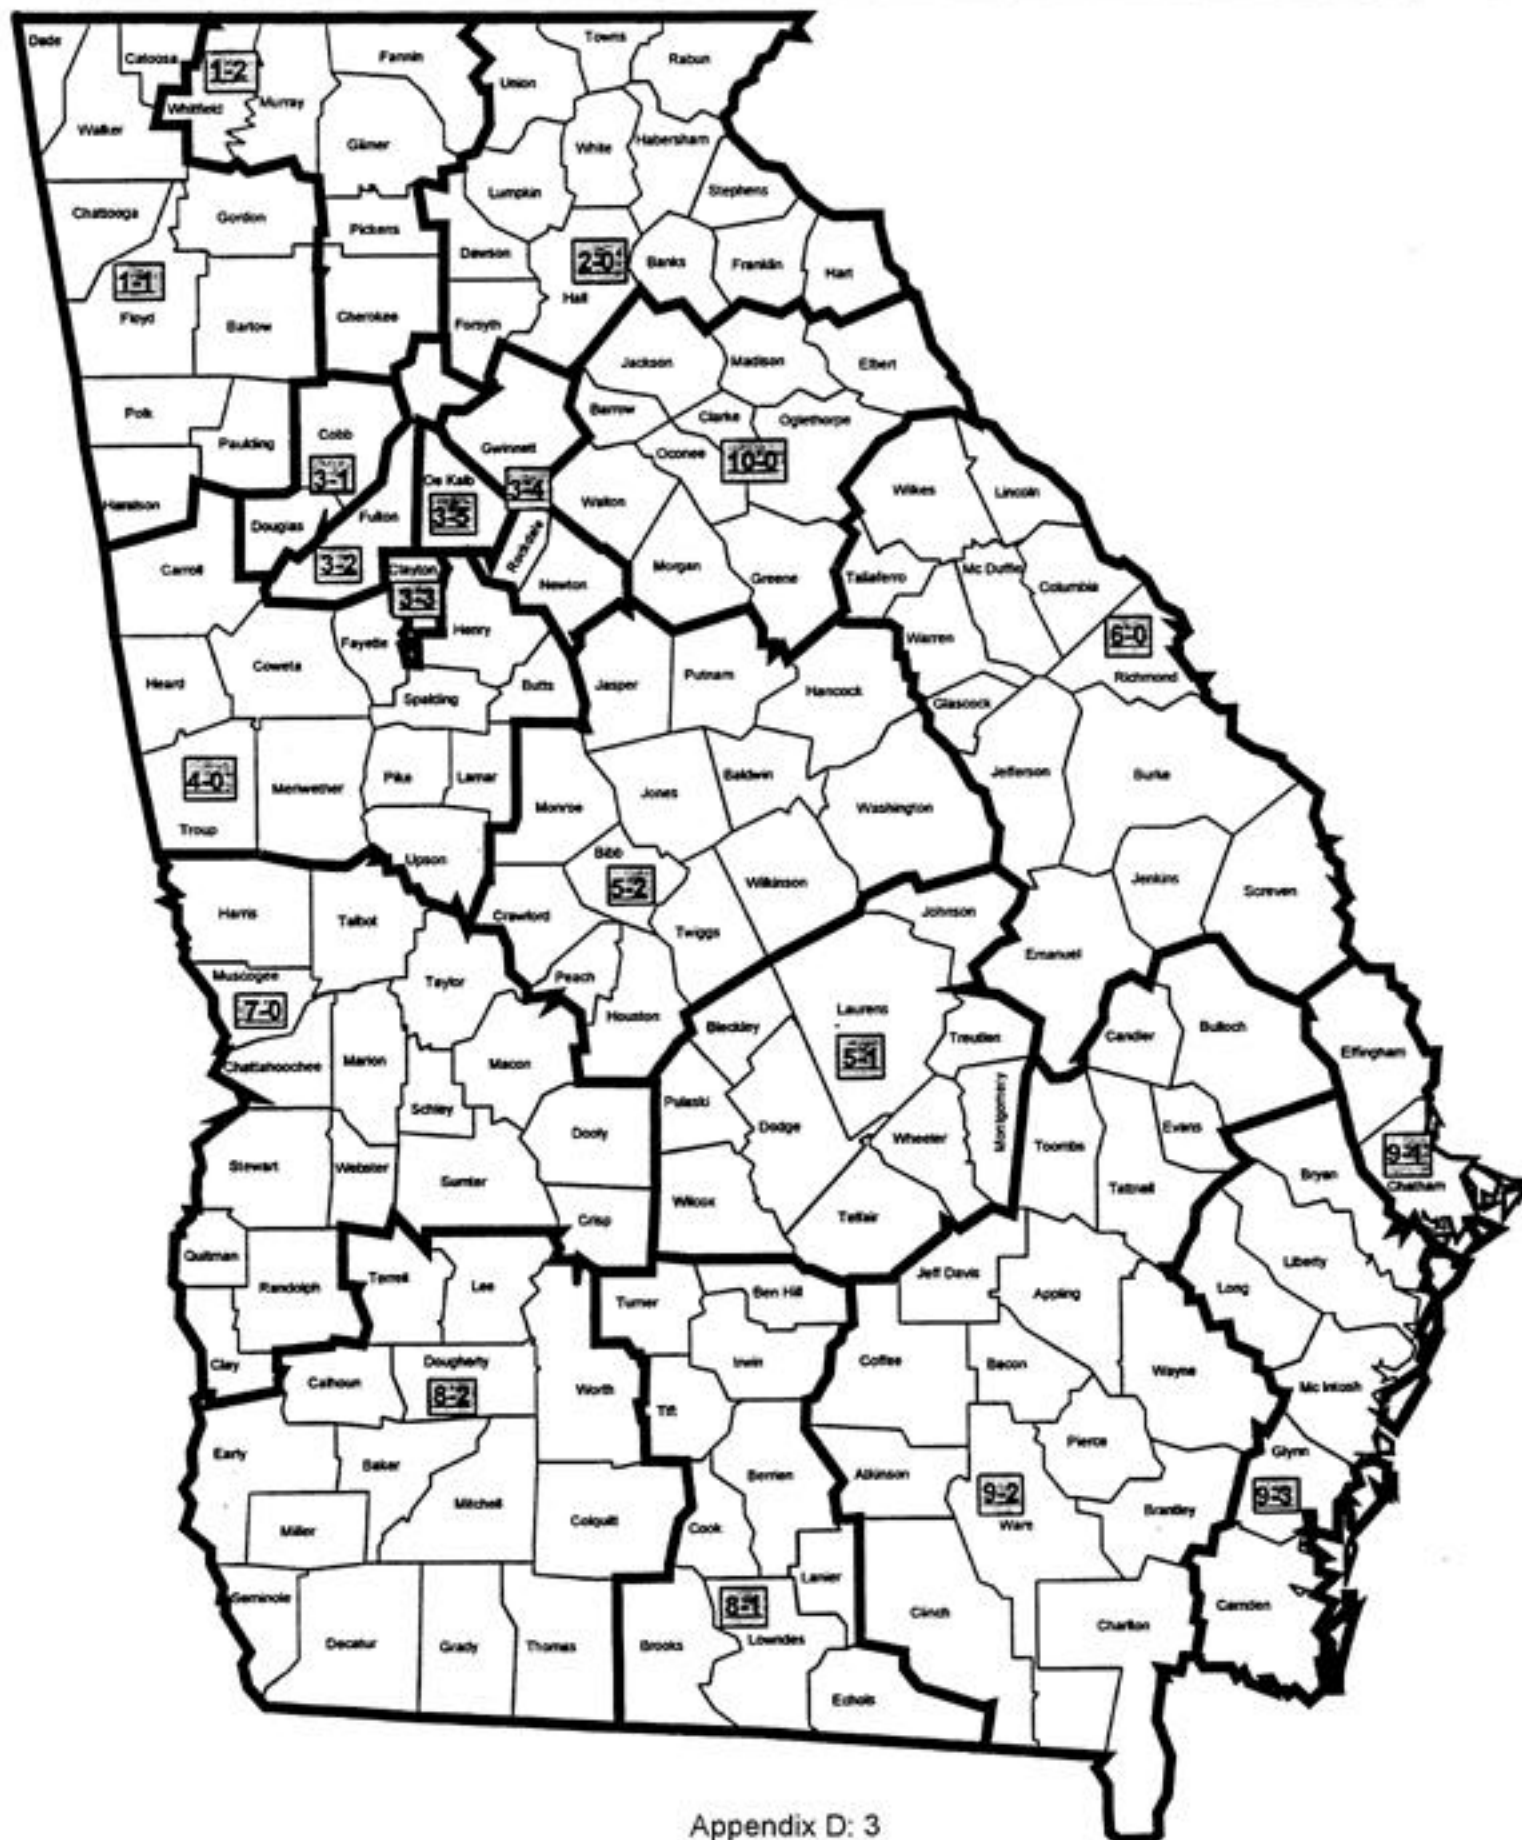 Dade
Catoosa
1-2
Fannin
Towns
Rabun
Union
Whitfield
Murray
Walker
Gilmer
White
Habersham
Lumpkin
Stephens
Chattooga
Gordon
Pickens
Dawson
2-0
Banks
Franklin
Hart
1-1
Floyd
Bartow
Cherokee
Forsyth
Hall
Jackson
Madison
Elbert
Polk
Paulding
Cobb
Barrow
Clarke
Oglethorpe
3-1
Gwinnett
Oconee
10-0
De Kalb
3-4
Haralson
Douglas
Fulton
3-5
Walton
Wilkes
Lincoln
Carroll
3-2
Clayton
3-3
Rockdale
Newton
Morgan
Greene
Taliaferro
Mc Duffie
Columbia
Heard
Coweta
Fayette
Henry
Warren
6-0
Spalding
Butts
Jasper
Putnam
Hancock
Richmond
Glascock
4-0
Troup
Meriwether
Pike
Lamar
Monroe
Jones
Baldwin
Washington
Jefferson
Burke
Upson
Bibb
5-2
Wilkinson
Jenkins
Screven
Harris
Talbot
Crawford
Twiggs
Johnson
Emanuel
Muscogee
7-0
Taylor
Peach
Houston
Bleckley
Laurens
5-1
Treutlen
Candler
Bulloch
Effingham
Chattahoochee
Marion
Macon
Schley
Pulaski
Dodge
Wheeler
Montgomery
Toombs
Evans
9-1
Chatham
Stewart
Webster
Sumter
Dooly
Crisp
Wilcox
Telfair
Tattnall
Bryan
Quitman
Randolph
Terrell
Lee
Turner
Ben Hill
Jeff Davis
Appling
Long
Liberty
Clay
Calhoun
Dougherty
8-2
Worth
Irwin
Tift
Coffee
Bacon
Wayne
Mc Intosh
Early
Baker
Mitchell
Berrien
Atkinson
Pierce
Glynn
9-3
Miller
Colquitt
Cook
9-2
Ware
Brantley
Seminole
Decatur
Grady
Thomas
Brooks
8-1
Lowndes
Lanier
Clinch
Charlton
Camden
Echols
Appendix D: 3